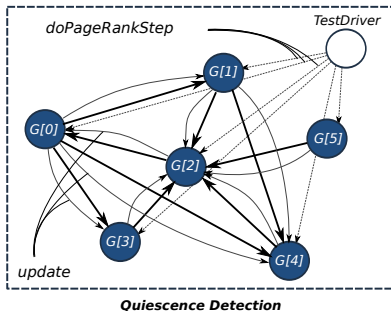 TestDriver
doPageRankStep
G[1]
G[0]
G[5]
G[2]
G[3]
G[4]
update
Quiescence Detection